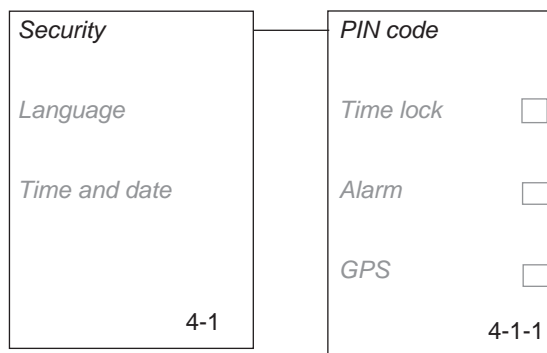 Security
Language
Time and date
4-1
PIN code
Time lock
Alarm
GPS
4-1-1